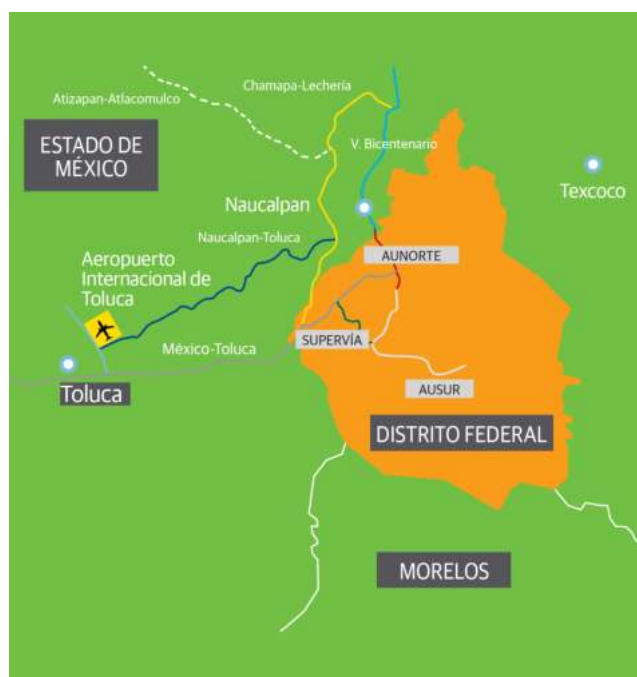 Chamapa-Lechería
Atizapan-Atlacomulco
ESTADO DE
MÉXICO
V. Bicentenario
Texcoco
Naucalpan
Naucalpan-Toluca
AUNORTE
Aeropuerto
Internacional de
Toluca
SUPERVÍA
México-Toluca
Toluca
AUSUR
DISTRITO FEDERAL
MORELOS